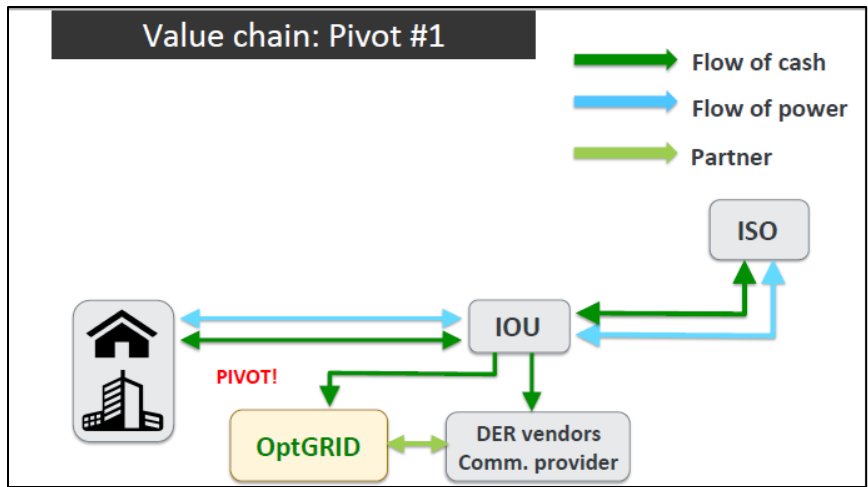 Value chain: Pivot #1
Flow of cash
Flow of power
Partner
ISO
IOU
PIVOT!
OptGRID
DER vendors
Comm. provider